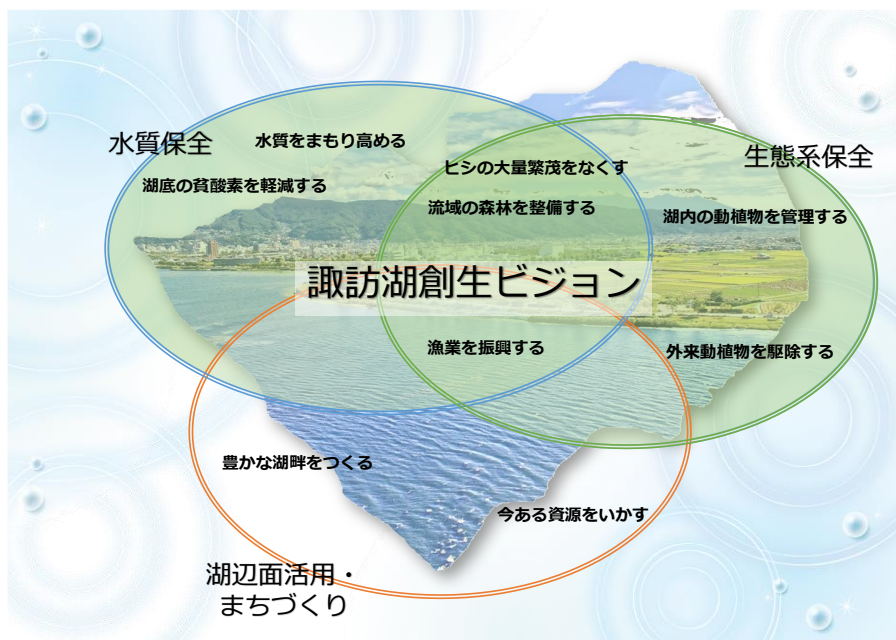 水質保全
水質をまもり高める
湖底の貧酸素を軽減する
ヒシの大量繁茂をなくす
流域の森林を整備する
生態系保全
湖内の動植物を管理する
諏訪湖創生ビジョン
漁業を振興する
外来動植物を駆除する
豊かな湖畔をつくる
今ある資源をいかす
湖辺面活用・
まちづくり